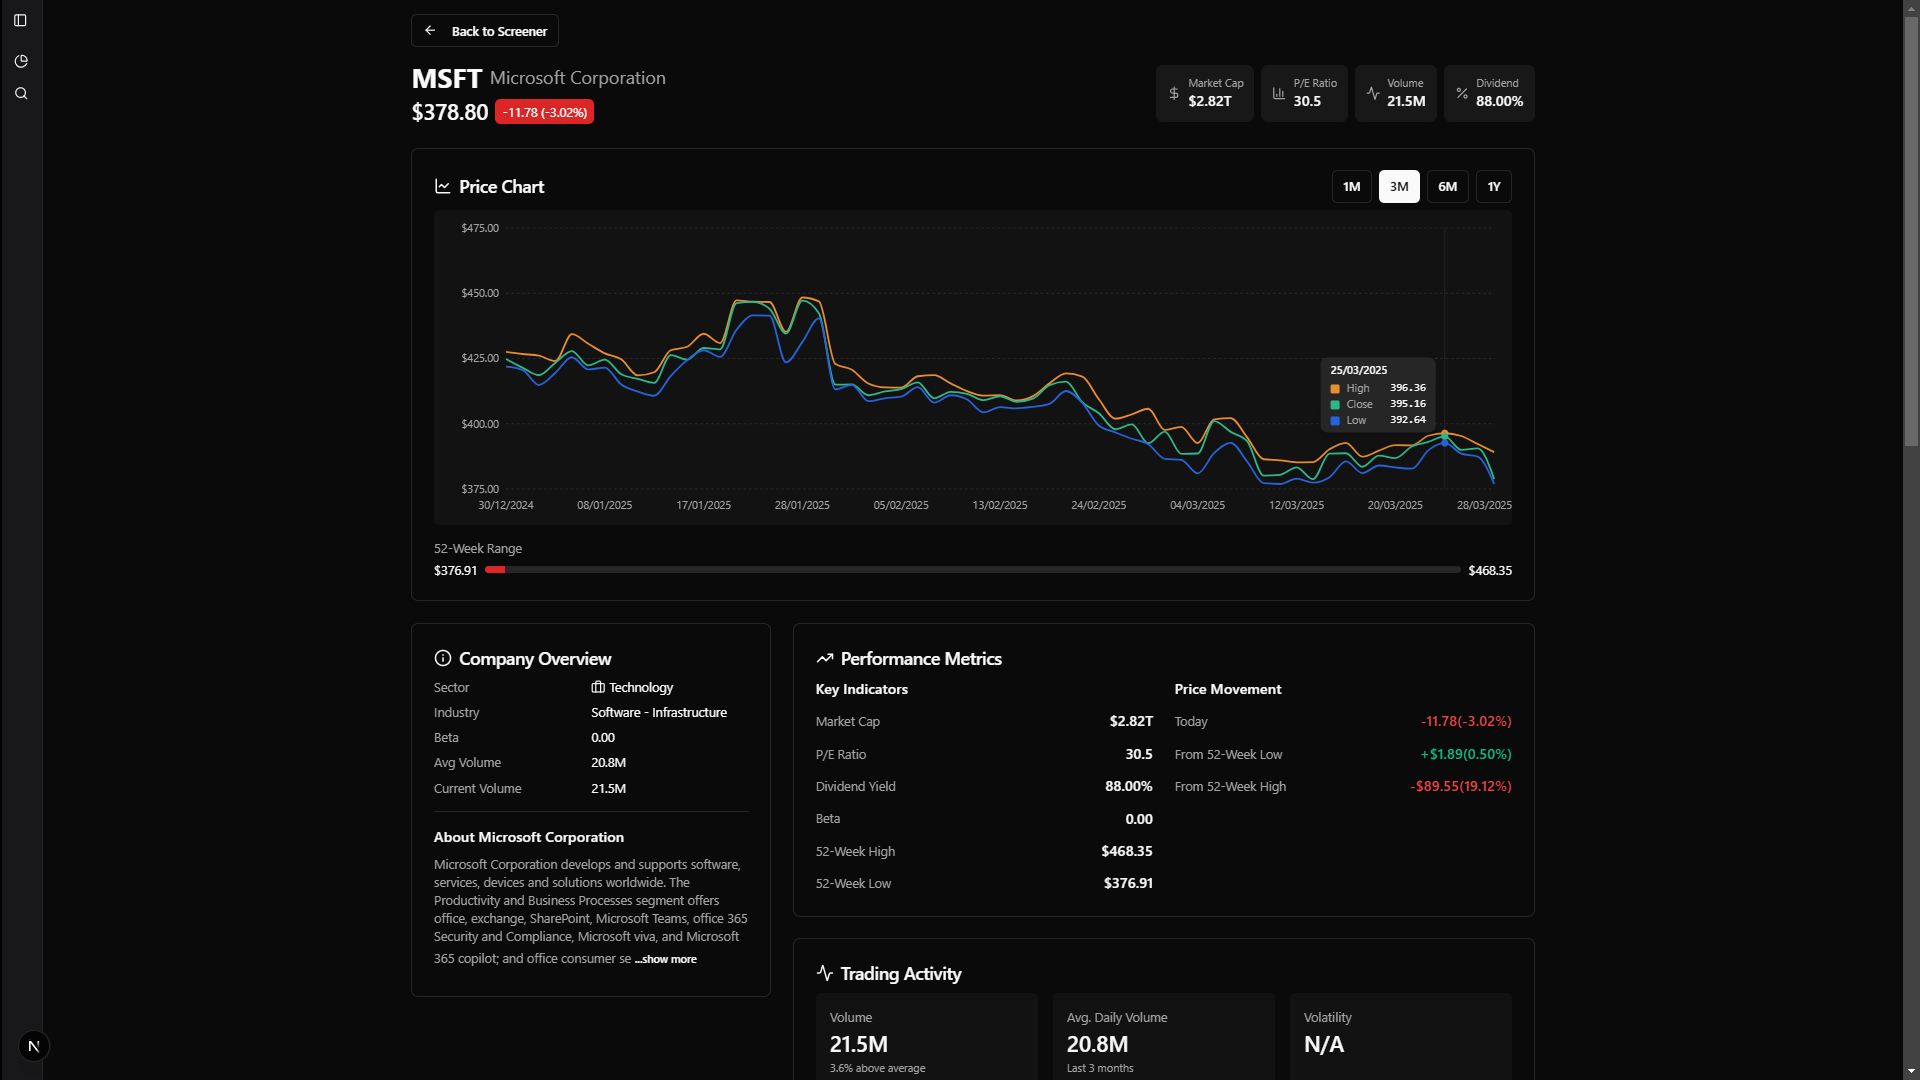 Back to Screener
MSFT Microsoft Corporation
$378.80 -11.78 (-3.02%)
Market Cap
$2.82T
P/E Ratio
30.5
Volume
21.5M
Dividend
88.00%
Price Chart
1M 3M 6M 1Y
$475.00
$450.00
$425.00
$400.00
$375.00
25/03/2025
High 396.36
Close 395.16
Low 392.64
30/12/2024 08/01/2025 17/01/2025 28/01/2025 05/02/2025 13/02/2025 24/02/2025 04/03/2025 12/03/2025 20/03/2025 28/03/2025
52-Week Range
$376.91 $468.35
Company Overview
Sector Technology
Industry Software - Infrastructure
Beta 0.00
Avg Volume 20.8M
Current Volume 21.5M
About Microsoft Corporation
Microsoft Corporation develops and supports software,
services, devices and solutions worldwide. The
Productivity and Business Processes segment offers
office, exchange, SharePoint, Microsoft Teams, office 365
Security and Compliance, Microsoft viva, and Microsoft
365 copilot; and office consumer se ...show more
Performance Metrics
Key Indicators
Market Cap $2.82T
P/E Ratio 30.5
Dividend Yield 88.00%
Beta 0.00
52-Week High $468.35
52-Week Low $376.91
Price Movement
Today -11.78(-3.02%)
From 52-Week Low +$1.89(0.50%)
From 52-Week High -$89.55(19.12%)
Trading Activity
Volume
21.5M
3.6% above average
Avg. Daily Volume
20.8M
Last 3 months
Volatility
N/A
N